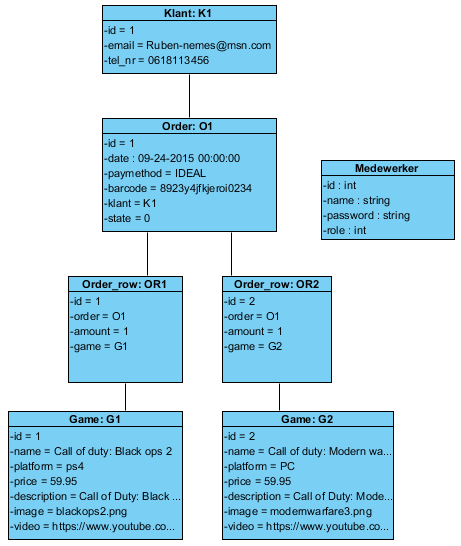 Klant: K1
-id = 1
-email = Ruben-nemes@msn.com
-tel_nr = 0618113456
Order: O1
-id = 1
-date : 09-24-2015 00:00:00
-paymethod = IDEAL
-barcode = 8923y4jfkjeroi0234
-klant = K1
-state = 0
Medewerker
-id : int
-name : string
-password : string
-role : int
Order_row: OR1
-id = 1
-order = O1
-amount = 1
-game = G1
Order_row: OR2
-id = 2
-order = O1
-amount = 1
-game = G2
Game: G1
-id = 1
-name = Call of duty: Black ops 2
-platform = ps4
-price = 59.95
-description = Call of Duty: Black ...
-image = blackops2.png
-video = https://www.youtube.co...
Game: G2
-id = 2
-name = Call of duty: Modern wa...
-platform = PC
-price = 59.95
-description = Call of Duty: Mode...
-image = modernwarfare3.png
-video = https://www.youtube.co...